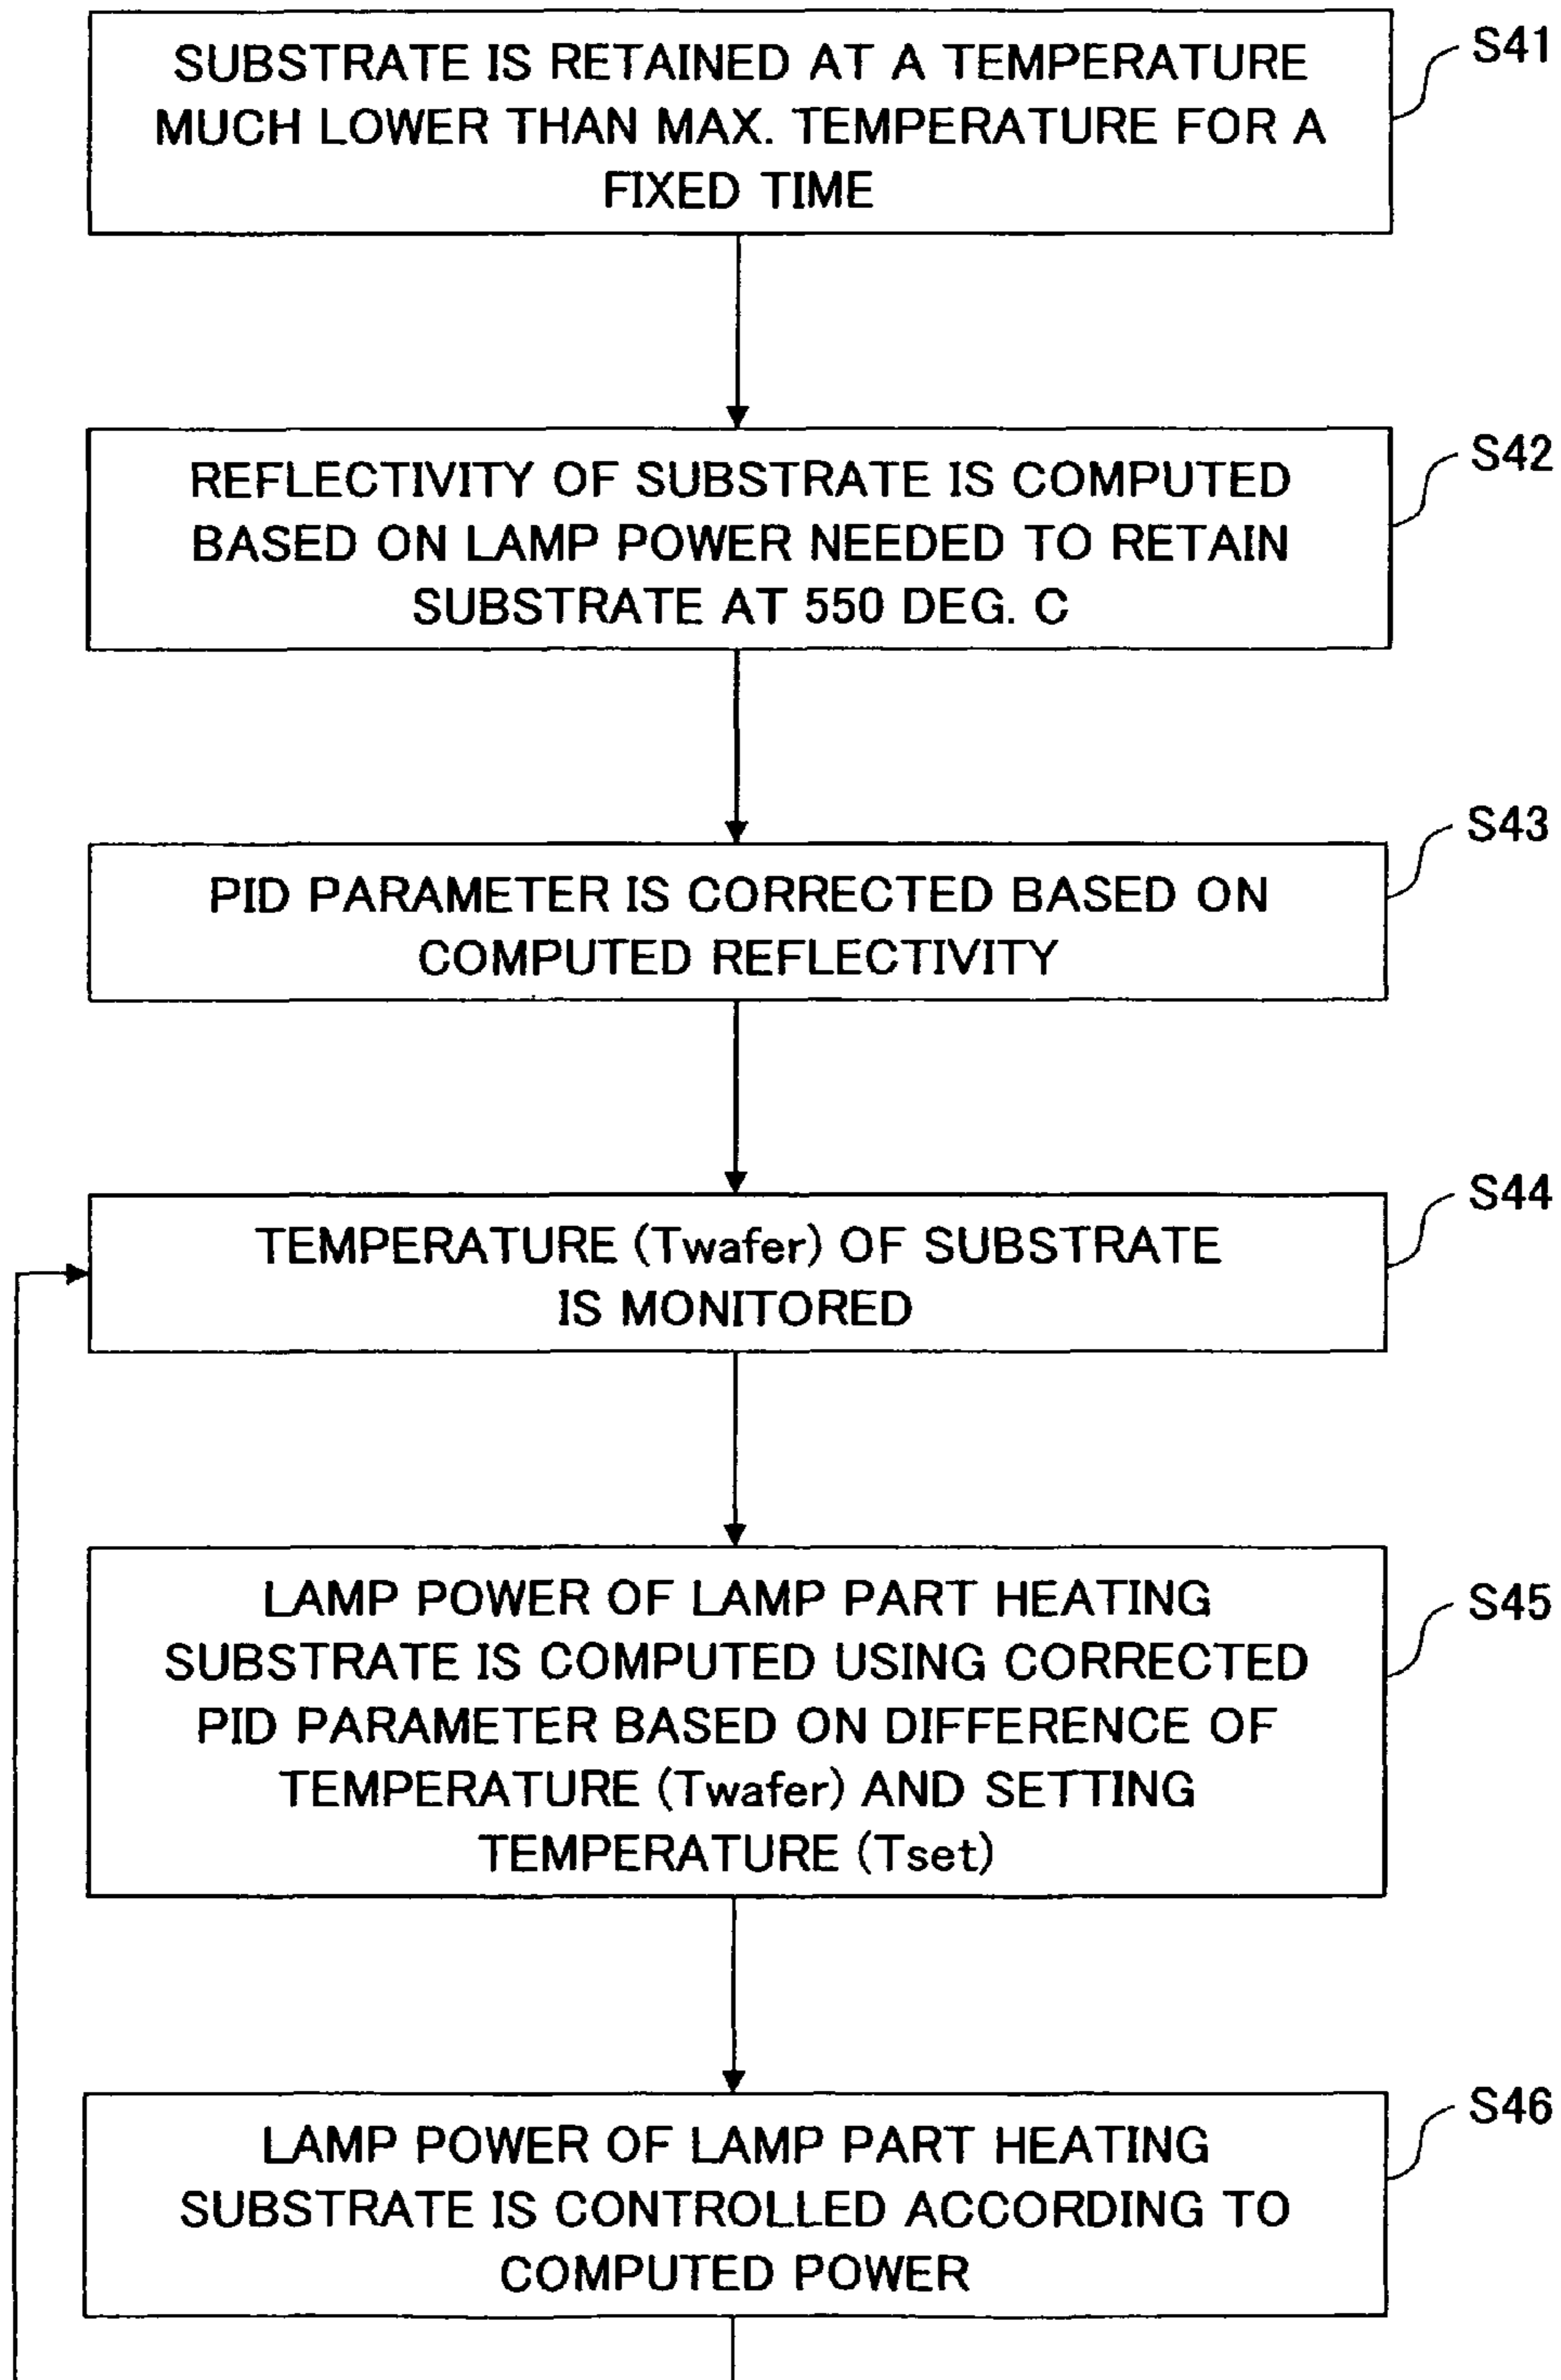 SUBSTRATE IS RETAINED AT A TEMPERATURE
MUCH LOWER THAN MAX. TEMPERATURE FOR A
FIXED TIME
S41
REFLECTIVITY OF SUBSTRATE IS COMPUTED
BASED ON LAMP POWER NEEDED TO RETAIN
SUBSTRATE AT 550 DEG. C
S42
PID PARAMETER IS CORRECTED BASED ON
COMPUTED REFLECTIVITY
S43
TEMPERATURE (Twafer) OF SUBSTRATE
IS MONITORED
S44
LAMP POWER OF LAMP PART HEATING
SUBSTRATE IS COMPUTED USING CORRECTED
PID PARAMETER BASED ON DIFFERENCE OF
TEMPERATURE (Twafer) AND SETTING
TEMPERATURE (Tset)
S45
LAMP POWER OF LAMP PART HEATING
SUBSTRATE IS CONTROLLED ACCORDING TO
COMPUTED POWER
S46